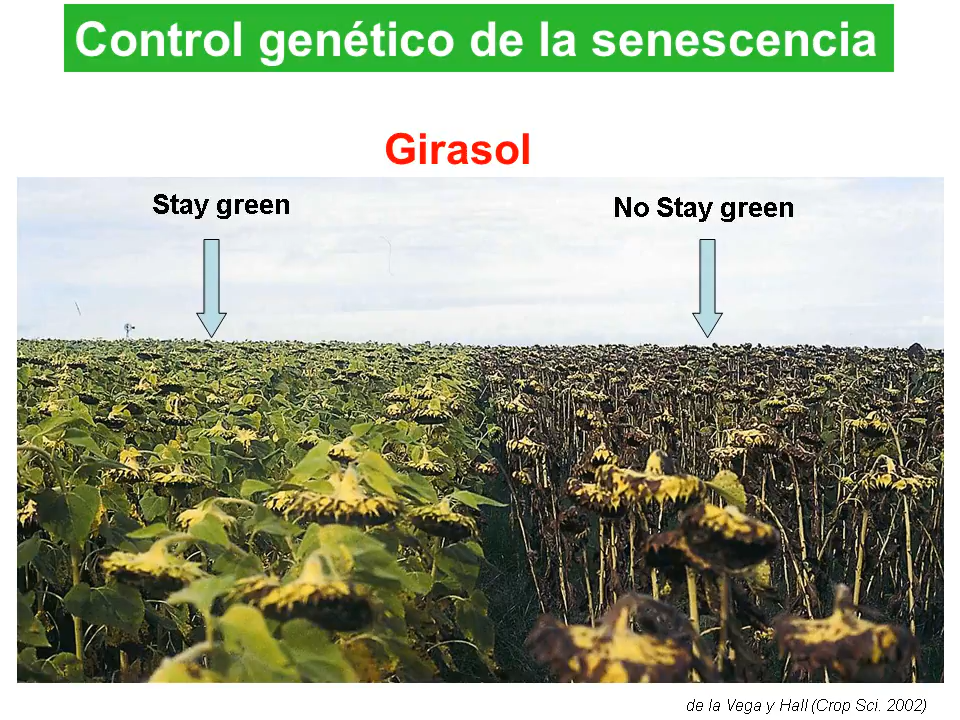 Control genético de la senescencia
Girasol
Stay green
No Stay green
de la Vega y Hall (Crop Sci. 2002)